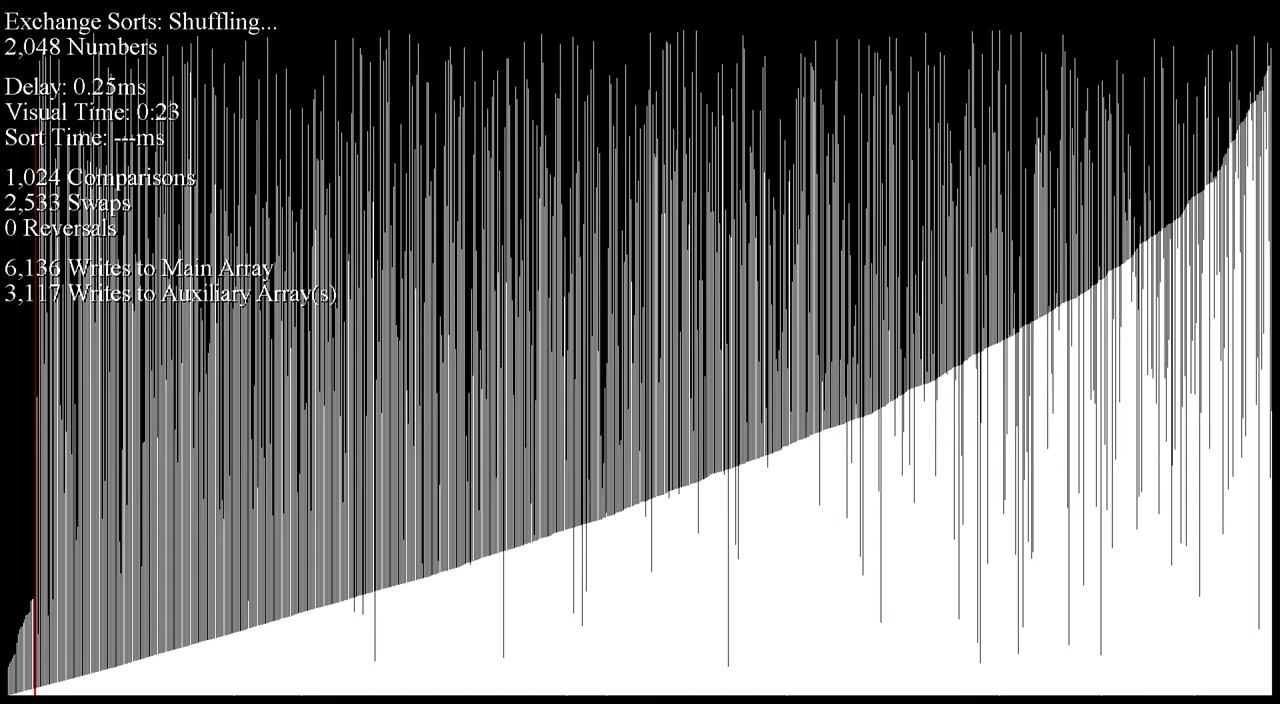 Exchange Sorts: Shuffling...
2,048 Numbers
Delay: 0.25ms
Visual Time: 0:23
Sort Time: ---ms
1,024 Comparisons
2,533 Swaps
0 Reversals
6,136 Writes to Main Array
3,117 Writes to Auxiliary Array(s)